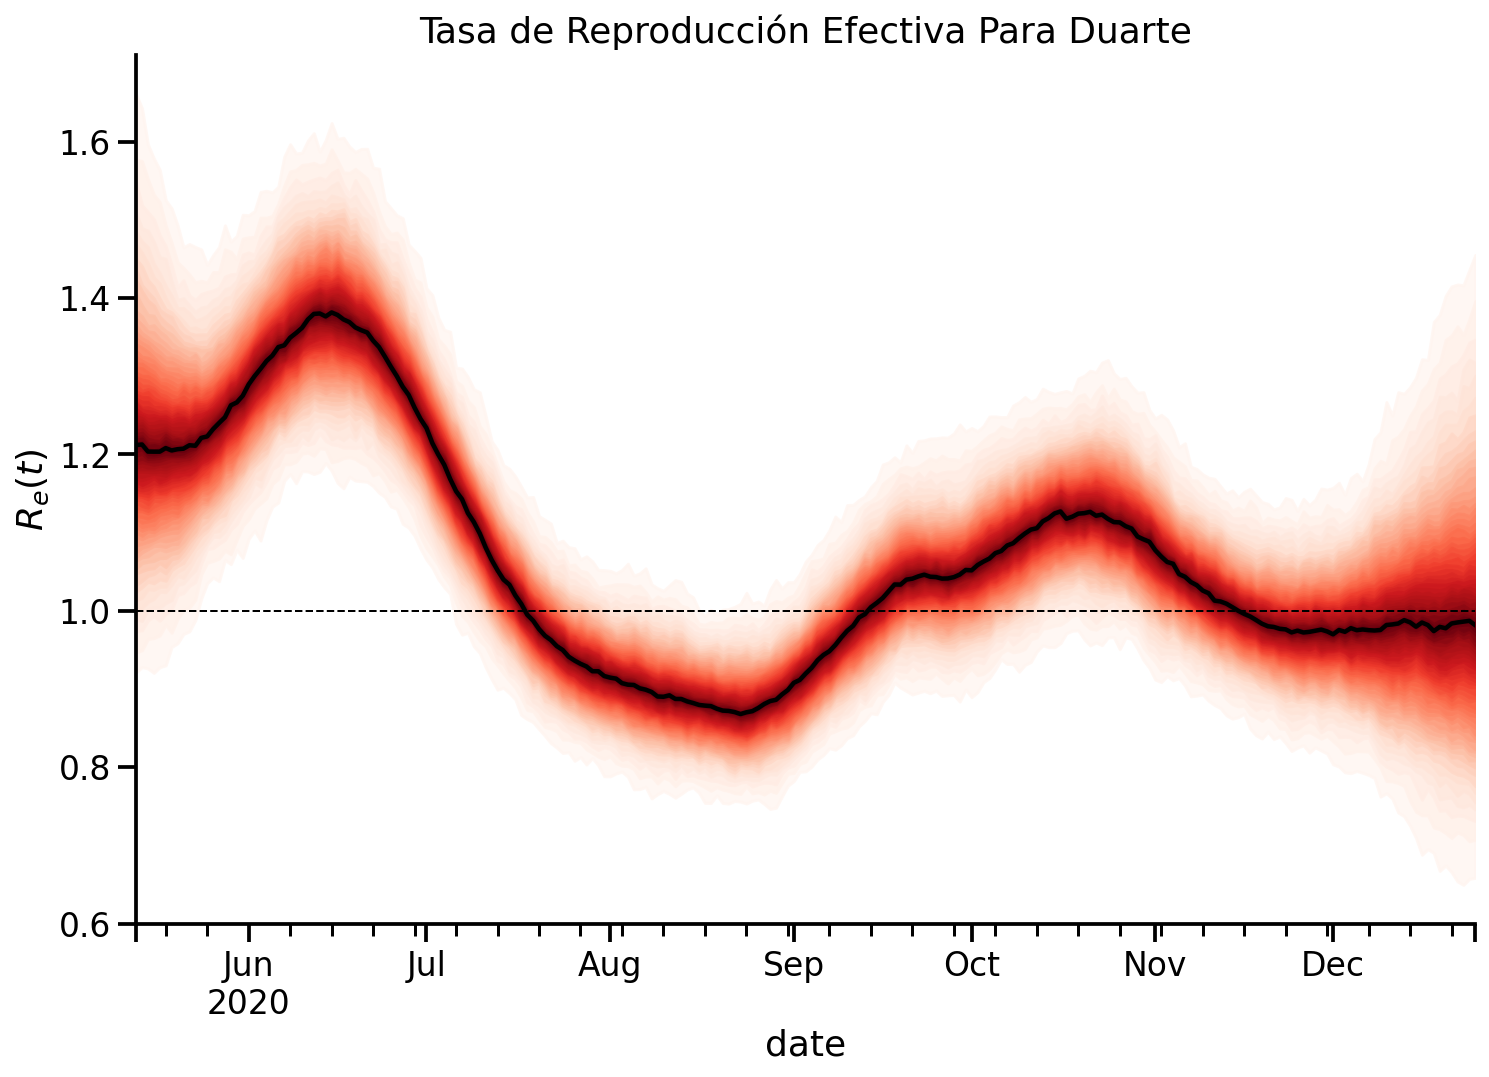 Tasa de Reproducción Efectiva Para Duarte
1.6
1.4
1.2
1.0
0.8
0.6
R_e(t)
Jun Jul Aug Sep Oct Nov Dec
2020
date